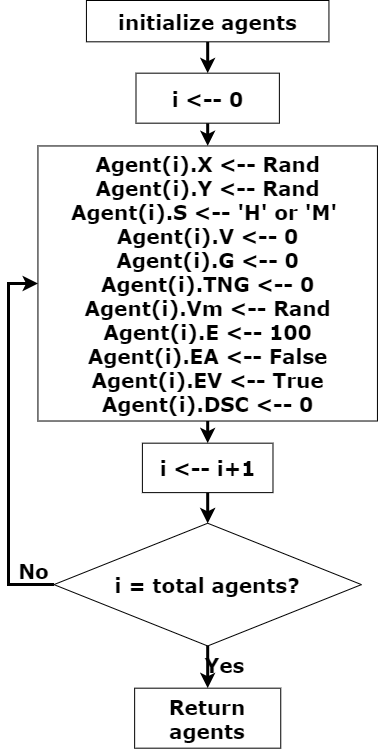 initialize agents
i <-- 0
Agent(i).X <-- Rand
Agent(i).Y <-- Rand
Agent(i).S <-- 'H' or 'M'
Agent(i).V <-- 0
Agent(i).G <-- 0
Agent(i).TNG <-- 0
Agent(i).Vm <-- Rand
Agent(i).E <-- 100
Agent(i).EA <-- False
Agent(i).EV <-- True
Agent(i).DSC <-- 0
i <-- i+1
i = total agents?
No
Yes
Return
agents